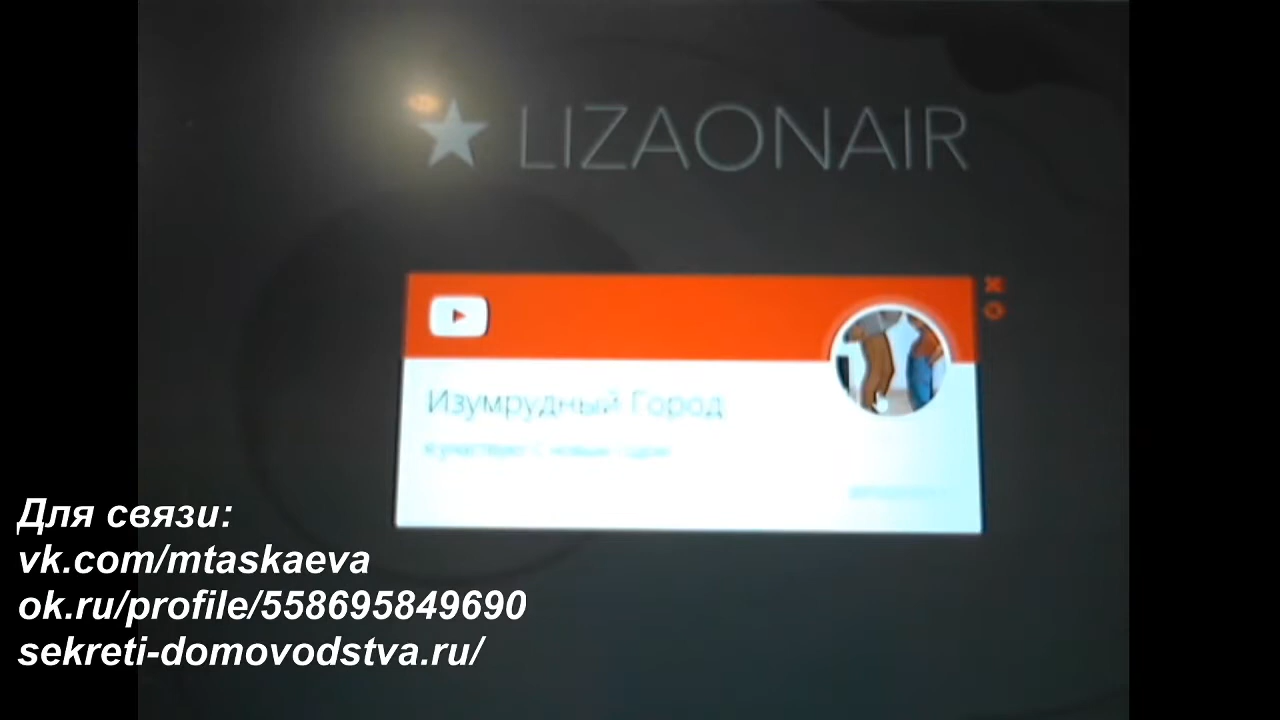 LIZAONAIR
Изумрудный Город
Для связи:
vk.com/mtaskaeva
ok.ru/profile/558695849690
sekreti-domovodstva.ru/